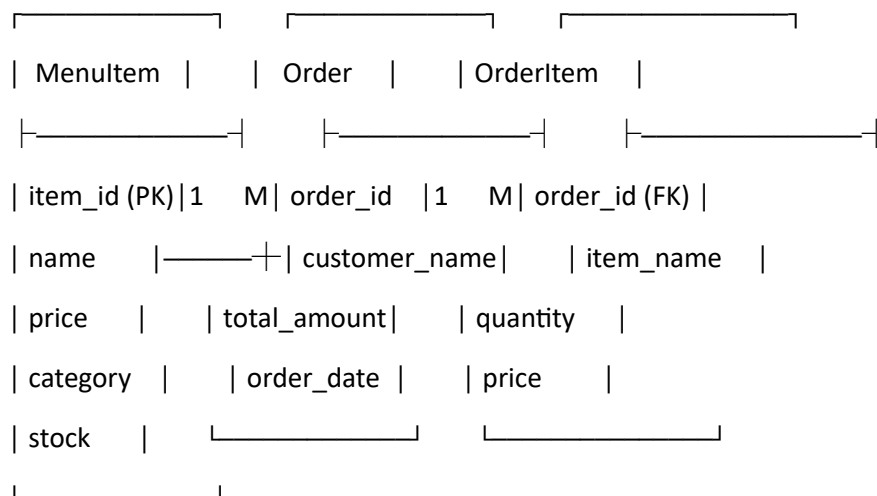 ┌─────────────┐ ┌─────────────┐ ┌───────────────┐
| MenuItem | | Order | | OrderItem |
├─────────────┤ ├─────────────┤ ├───────────────┤
| item_id (PK)|1 M| order_id |1 M| order_id (FK) |
| name |──────┼| customer_name| | item_name |
| price | | total_amount| | quantity |
| category | | order_date | | price |
| stock | └─────────────┘ └───────────────┘